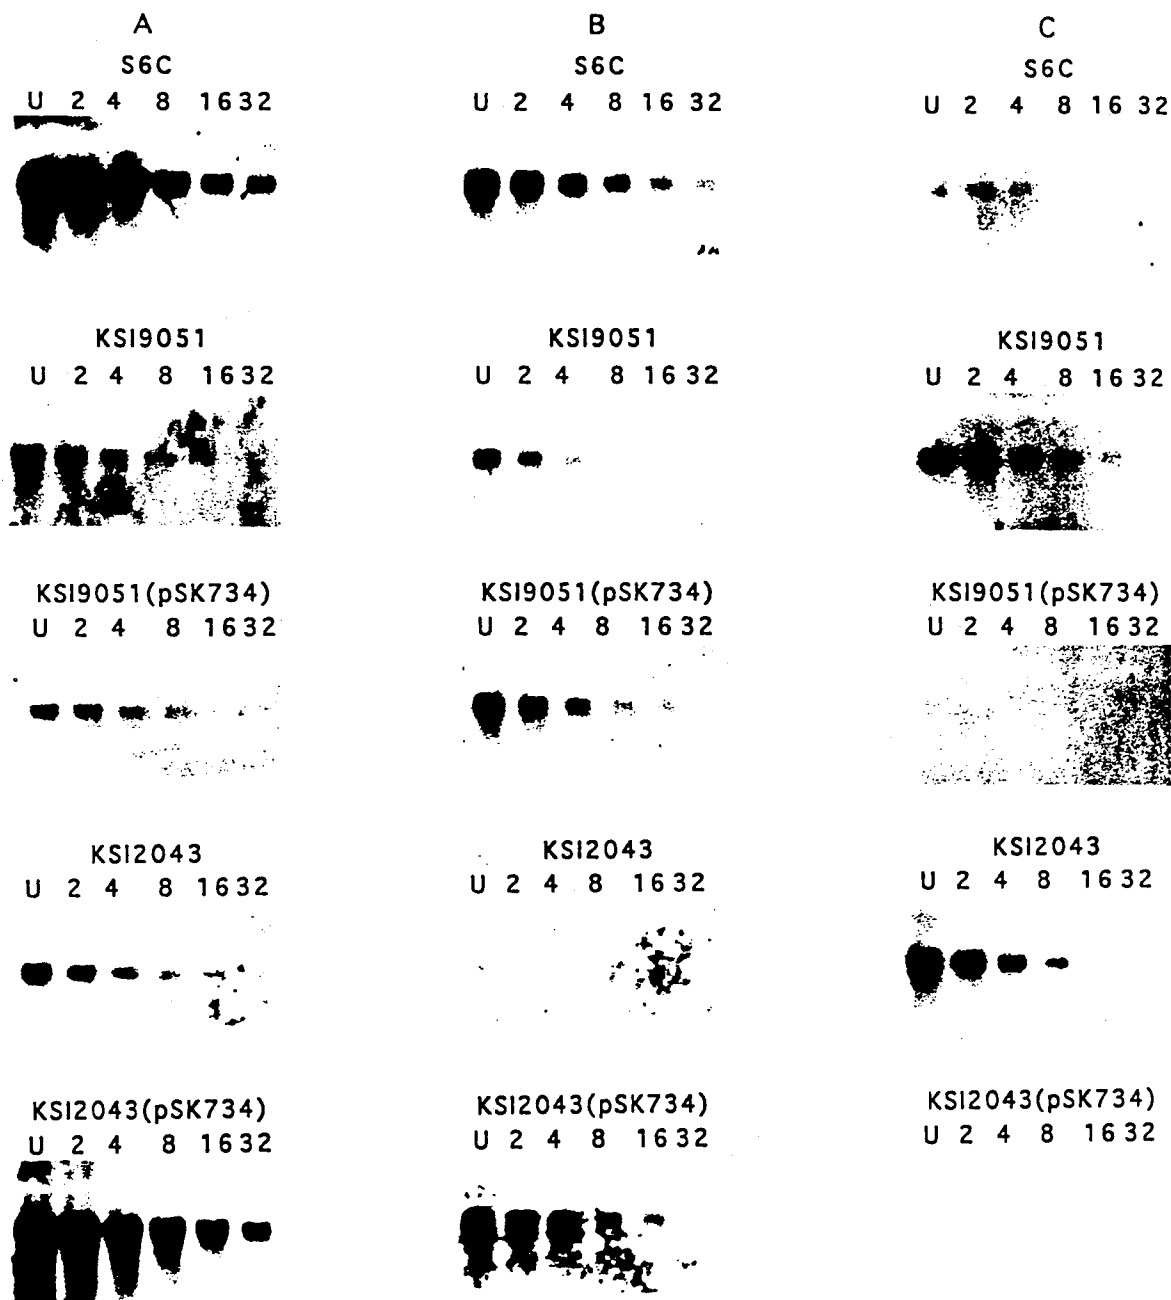 A
S6C
U 2 4 8 16 32
KSI9051
U 2 4 8 16 32
KSI9051(pSK734)
U 2 4 8 16 32
KSI2043
U 2 4 8 16 32
KSI2043(pSK734)
U 2 4 8 16 32
B
S6C
U 2 4 8 16 32
KSI9051
U 2 4 8 16 32
KSI9051(pSK734)
U 2 4 8 16 32
KSI2043
U 2 4 8 16 32
KSI2043(pSK734)
U 2 4 8 16 32
C
S6C
U 2 4 8 16 32
KSI9051
U 2 4 8 16 32
KSI9051(pSK734)
U 2 4 8 16 32
KSI2043
U 2 4 8 16 32
KSI2043(pSK734)
U 2 4 8 16 32